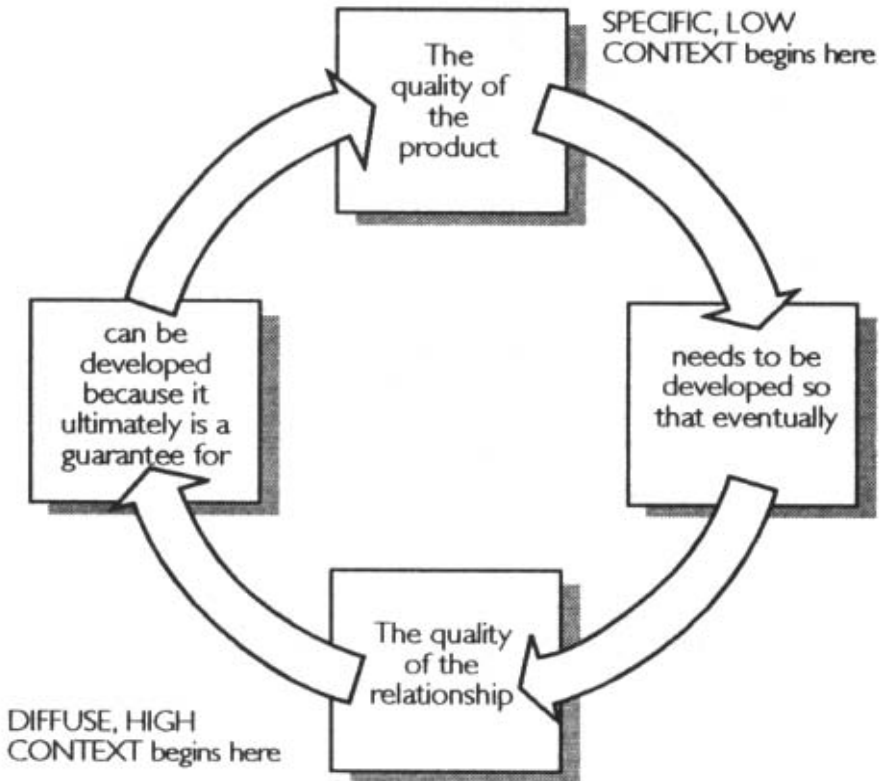 SPECIFIC, LOW
CONTEXT begins here
The
quality of
the
product
needs to be
developed so
that eventually
The quality
of the
relationship
DIFFUSE, HIGH
CONTEXT begins here
can be
developed
because it
ultimately is a
guarantee for